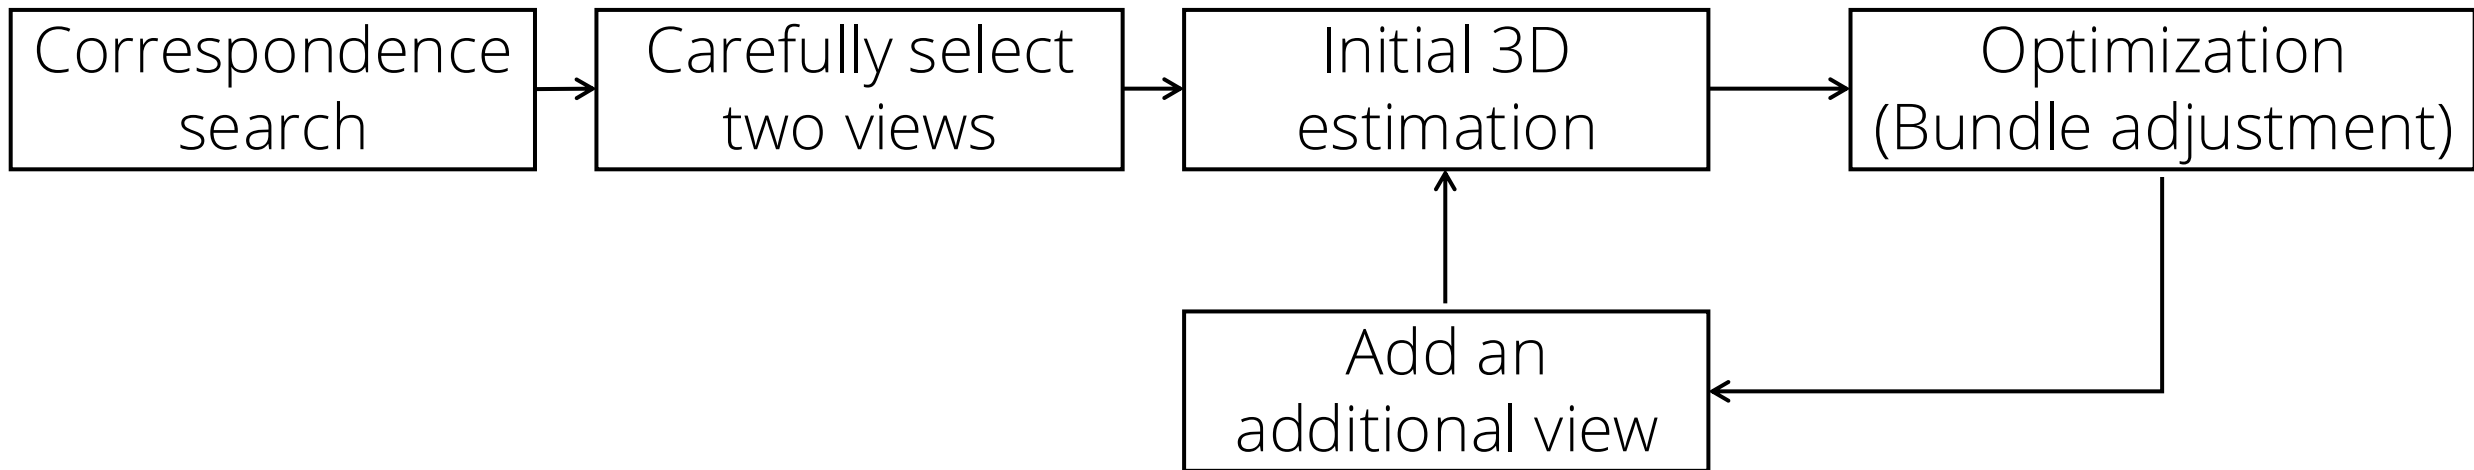 Correspondence
search
Carefully select
two views
Initial 3D
estimation
Optimization
(Bundle adjustment)
Add an
additional view